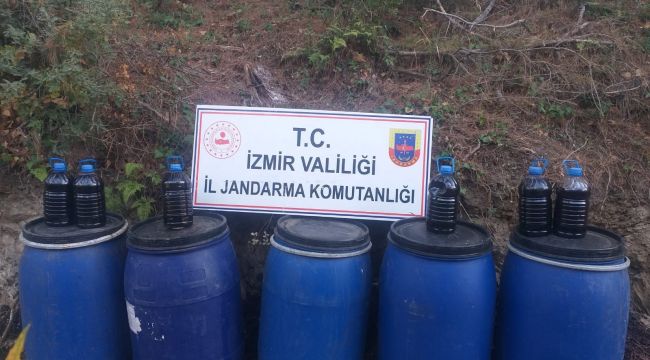 T.C.
İZMİR VALİLİĞİ
İL JANDARMA KOMUTANLIĞI